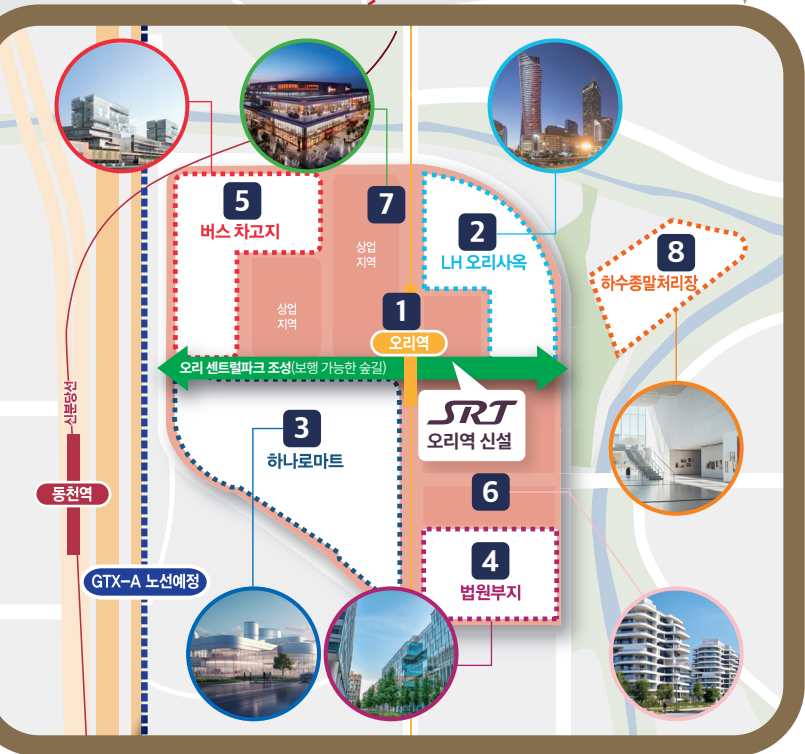 5
버스 차고지
7
상업
지역
2
LH 오리사옥
8
하수종말처리장
상업
지역
1
오리역
오리 센트럴파크 조성(보행 가능한 숲길)
SRT
오리역 신설
신분당선
3
하나로마트
동천역
6
GTX-A 노선예정
4
법원부지